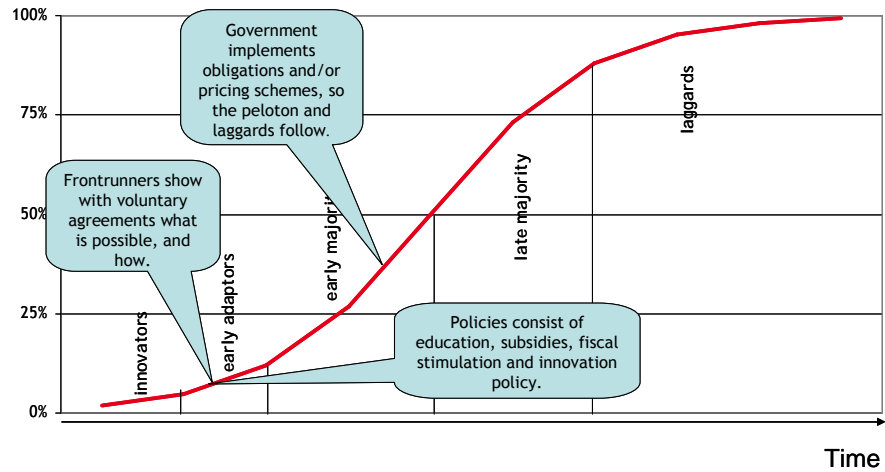 100%
75%
50%
25%
0%
Government
implements
obligations and/or
pricing schemes, so
the peloton and
laggards follow.
Frontrunners show
with voluntary
agreements what
is possible, and
how.
Policies consist of
education, subsidies, fiscal
stimulation and innovation
policy.
innovators
early adaptors
early majority
late majority
laggards
Time